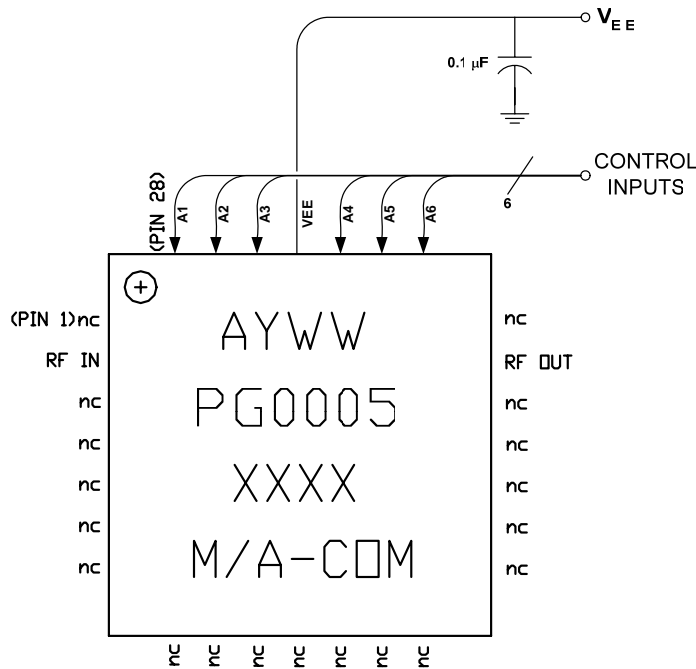 VEE
0.1 µF
CONTROL
INPUTS
6
(PIN 28)
A1
A2
A3
VEE
A4
A5
A6
(PIN 1)nc
nc
AYWW
RF IN
RF OUT
nc
PG0005
nc
nc
nc
nc
XXXX
nc
nc
nc
nc
M/A-COM
nc
nc
nc
nc
nc
nc
nc
nc